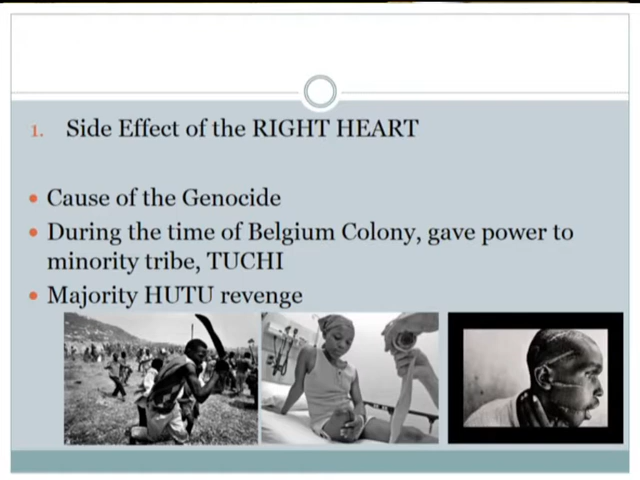 1. Side Effect of the RIGHT HEART
• Cause of the Genocide
• During the time of Belgium Colony, gave power to
minority tribe, TUCHI
• Majority HUTU revenge